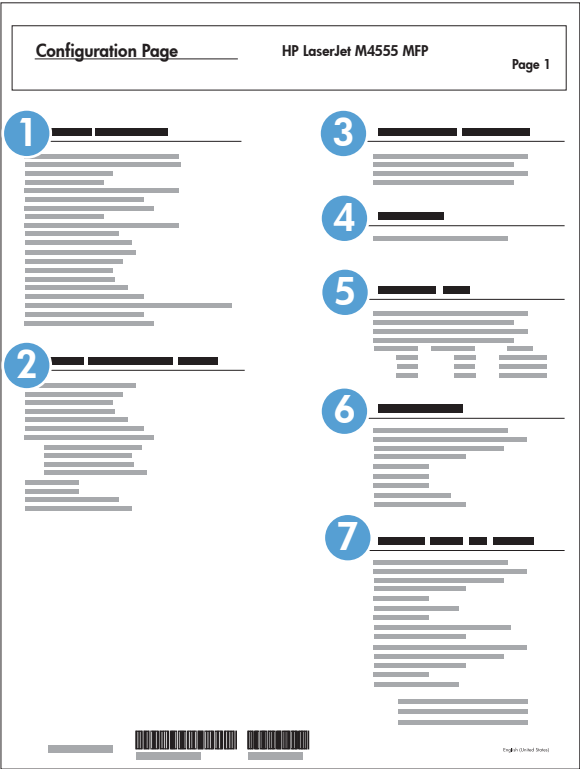 Configuration Page
HP LaserJet M4555 MFP
Page 1
1
2
3
4
5
6
7
English (United States)